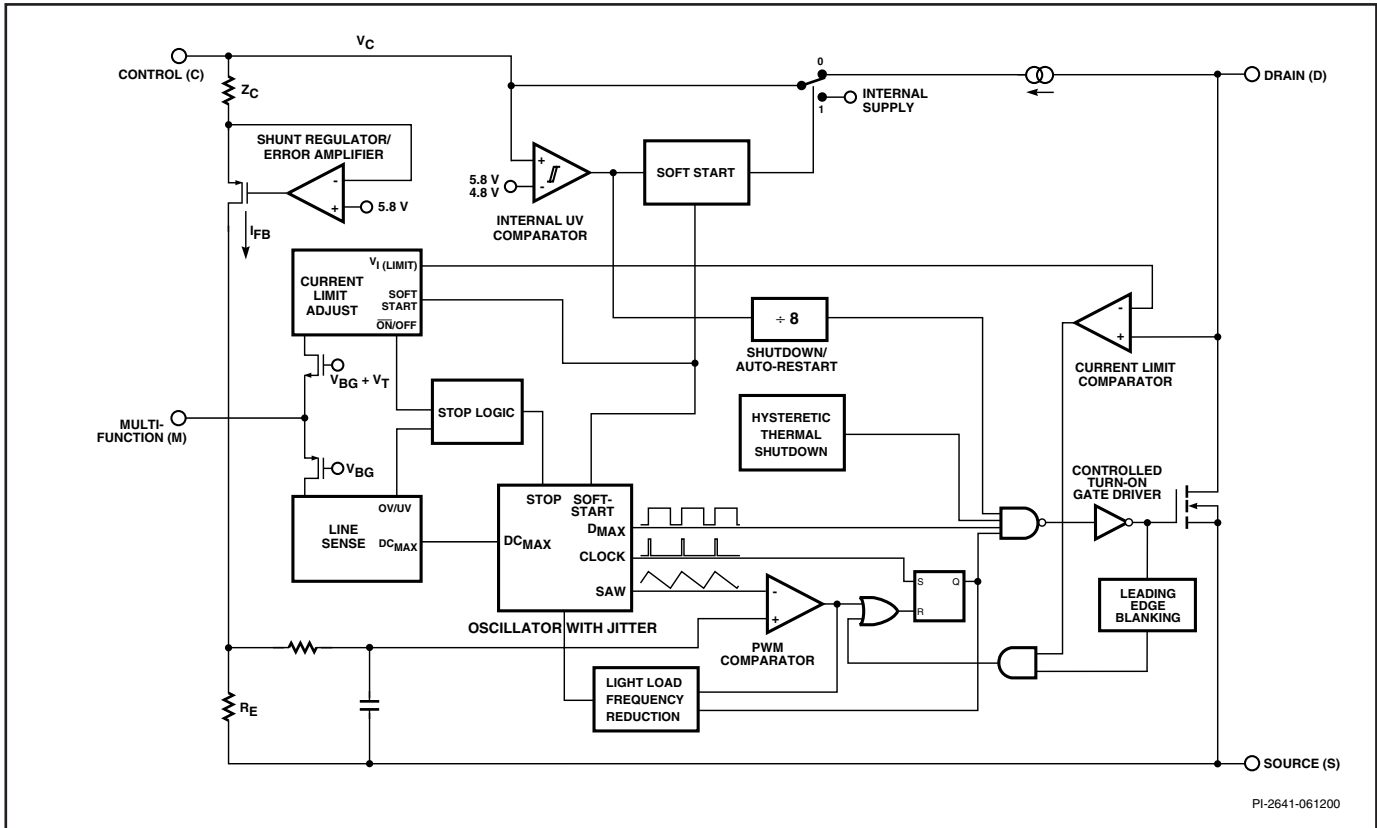 V_C
CONTROL (C)
Z_C
0
DRAIN (D)
INTERNAL
SUPPLY
1
SHUNT REGULATOR/
ERROR AMPLIFIER
-
+
5.8 V
I_FB
+
-
5.8 V
4.8 V
INTERNAL UV
COMPARATOR
SOFT START
CURRENT
LIMIT
ADJUST
V_I (LIMIT)
SOFT
START
ON/OFF
÷ 8
SHUTDOWN/
AUTO-RESTART
-
+
CURRENT LIMIT
COMPARATOR
V_BG + V_T
MULTI-
FUNCTION (M)
STOP LOGIC
HYSTERETIC
THERMAL
SHUTDOWN
V_BG
CONTROLLED
TURN-ON
GATE DRIVER
LINE
SENSE
OV/UV
DC_MAX
STOP
SOFT-
START
DC_MAX
D_MAX
CLOCK
SAW
OSCILLATOR WITH JITTER
-
+
PWM
COMPARATOR
S
Q
R
LEADING
EDGE
BLANKING
LIGHT LOAD
FREQUENCY
REDUCTION
R_E
SOURCE (S)
PI-2641-061200